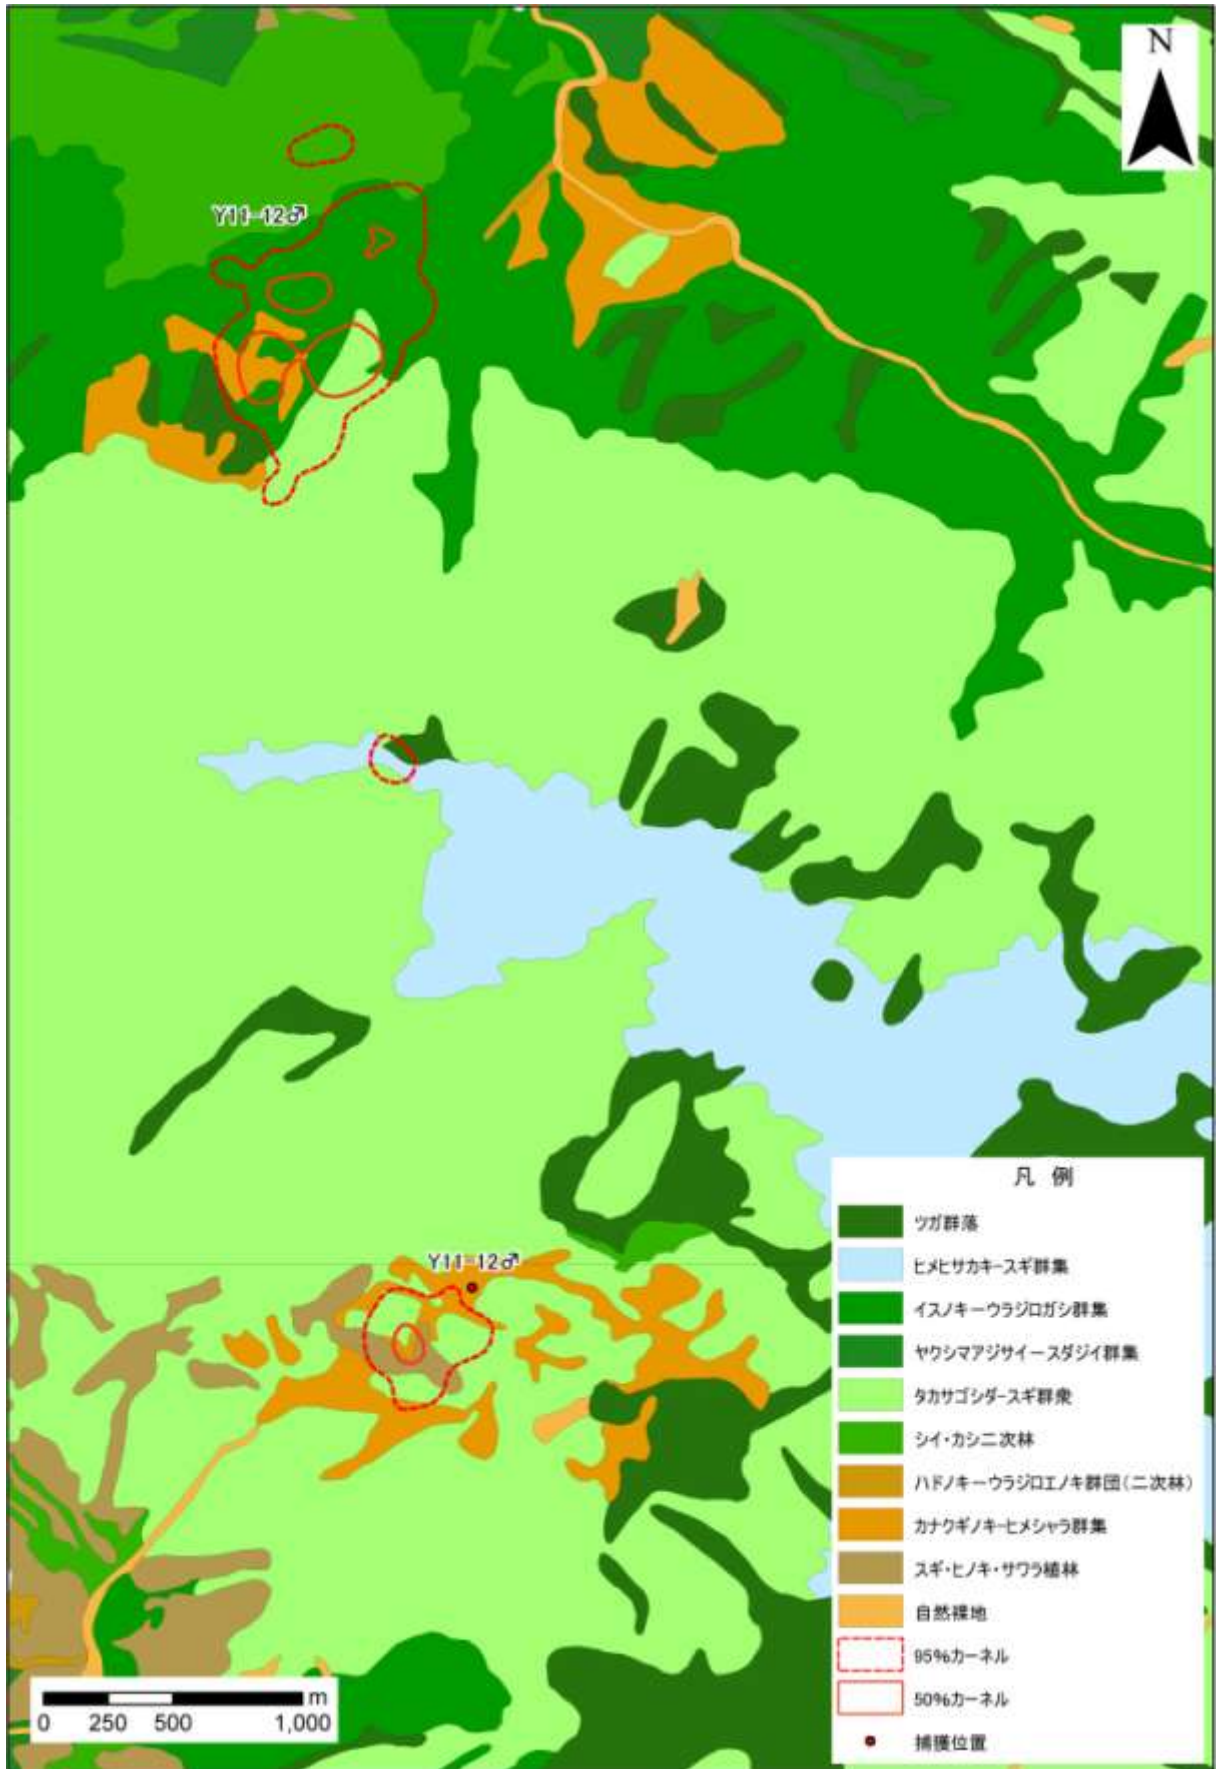 N
Y11-12♂
Y11-12♂
凡 例
ツガ群落
ヒメヒサカキースギ群集
イスノキーウラジロガシ群集
ヤクシマアジサイースダジイ群集
タカサゴシダースギ群衆
シイ・カシ二次林
ハドノキーウラジロエノキ群団(二次林)
カナクギノキ-ヒメシャラ群集
スギ・ヒノキ・サワラ植林
自然裸地
95%カーネル
50%カーネル
捕獲位置
m
0 250 500 1,000